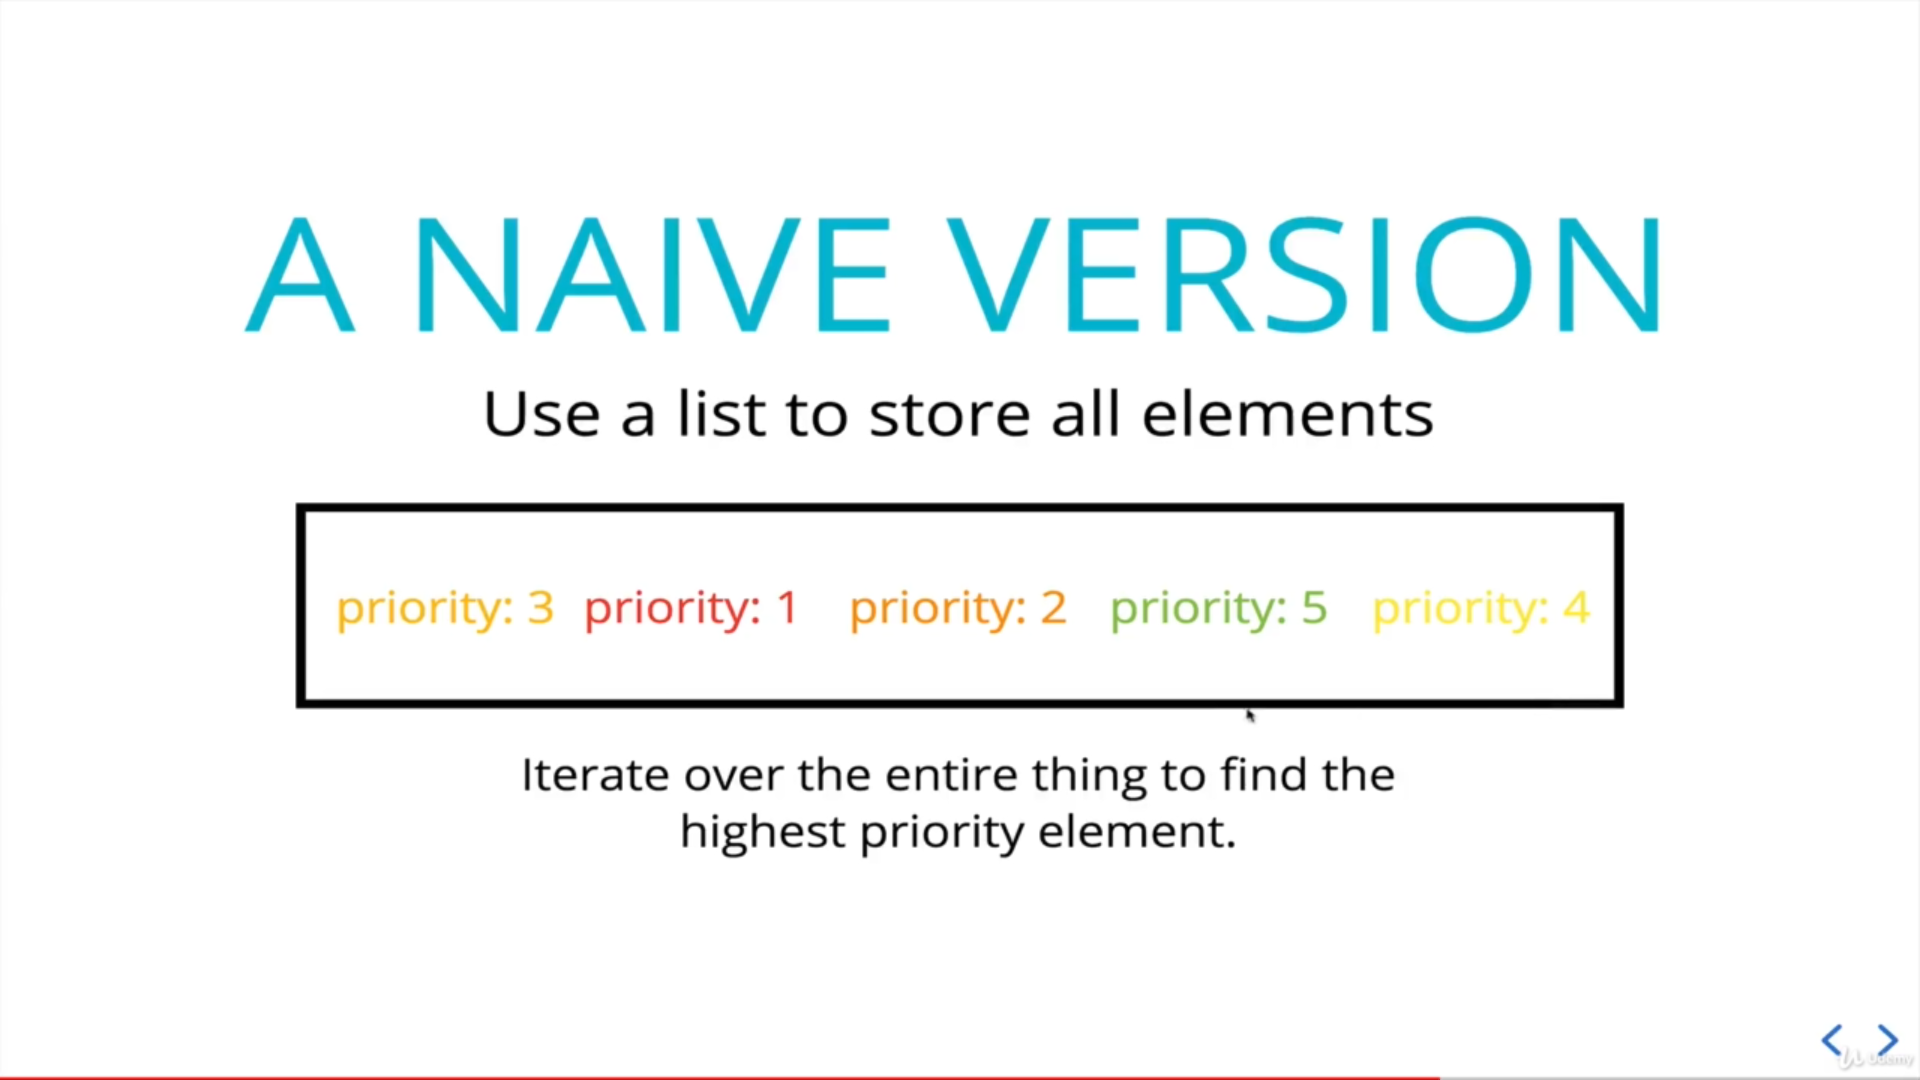 A NAIVE VERSION
Use a list to store all elements
priority: 3 priority: 1 priority: 2 priority: 5 priority: 4
Iterate over the entire thing to find the
highest priority element.
Udemy